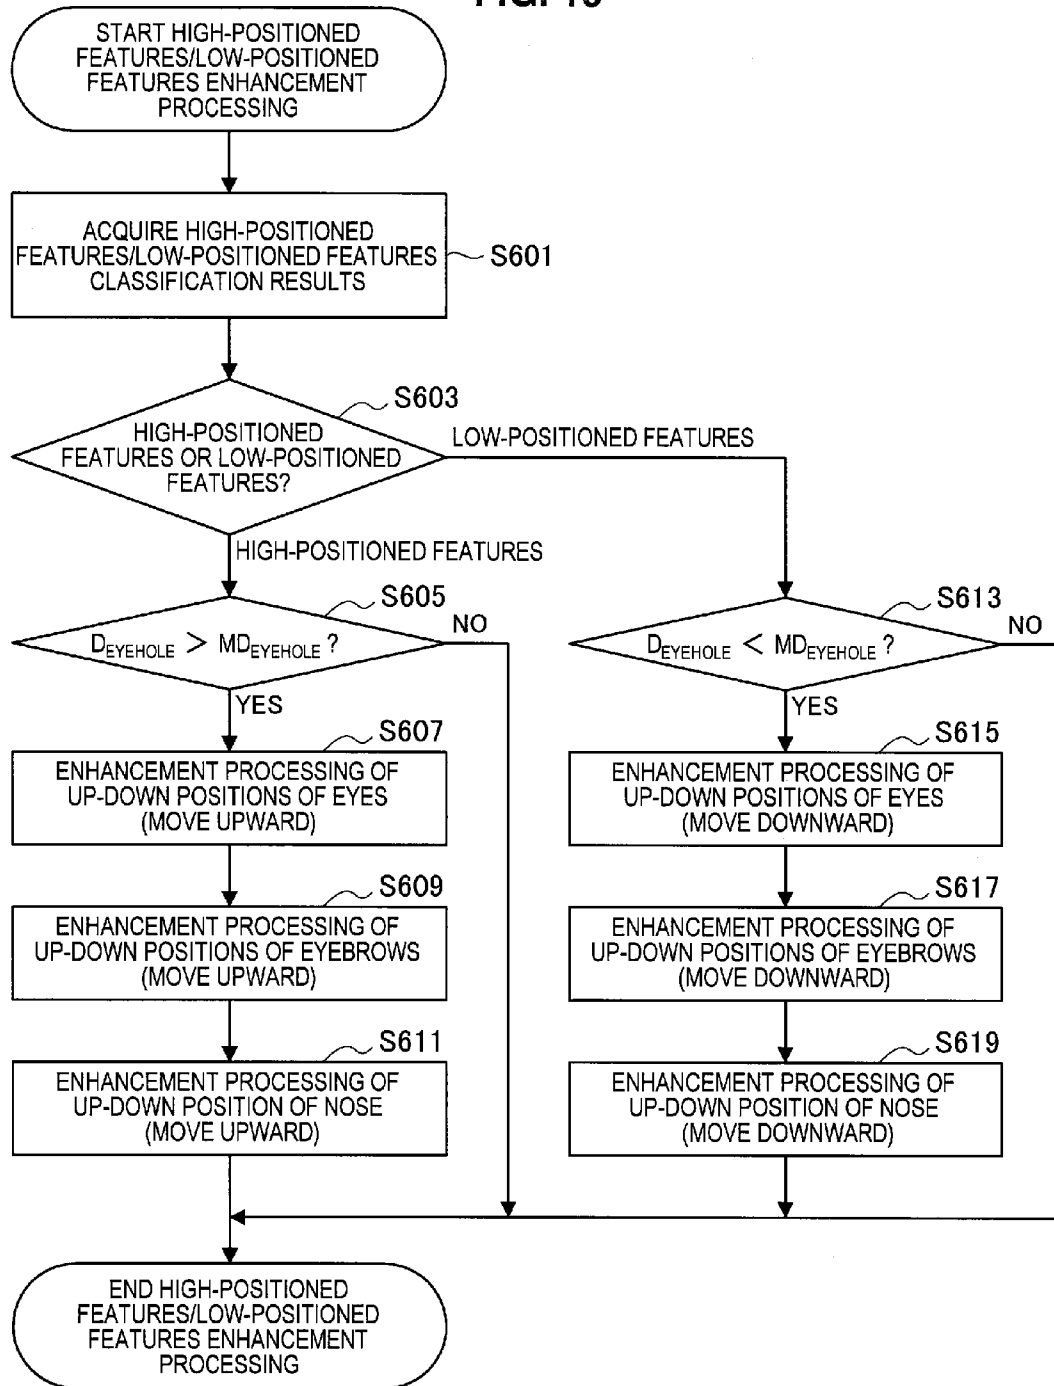 START HIGH-POSITIONED
FEATURES/LOW-POSITIONED
FEATURES ENHANCEMENT
PROCESSING
ACQUIRE HIGH-POSITIONED
FEATURES/LOW-POSITIONED FEATURES
CLASSIFICATION RESULTS
S601
S603
HIGH-POSITIONED
FEATURES OR LOW-POSITIONED
FEATURES?
LOW-POSITIONED FEATURES
HIGH-POSITIONED FEATURES
S605
DEYEHOLE > MDEYEHOLE ?
NO
YES
S607
ENHANCEMENT PROCESSING OF
UP-DOWN POSITIONS OF EYES
(MOVE UPWARD)
S609
ENHANCEMENT PROCESSING OF
UP-DOWN POSITIONS OF EYEBROWS
(MOVE UPWARD)
S611
ENHANCEMENT PROCESSING OF
UP-DOWN POSITION OF NOSE
(MOVE UPWARD)
S613
DEYEHOLE < MDEYEHOLE ?
NO
YES
S615
ENHANCEMENT PROCESSING OF
UP-DOWN POSITIONS OF EYES
(MOVE DOWNWARD)
S617
ENHANCEMENT PROCESSING OF
UP-DOWN POSITIONS OF EYEBROWS
(MOVE DOWNWARD)
S619
ENHANCEMENT PROCESSING OF
UP-DOWN POSITION OF NOSE
(MOVE DOWNWARD)
END HIGH-POSITIONED
FEATURES/LOW-POSITIONED
FEATURES ENHANCEMENT
PROCESSING